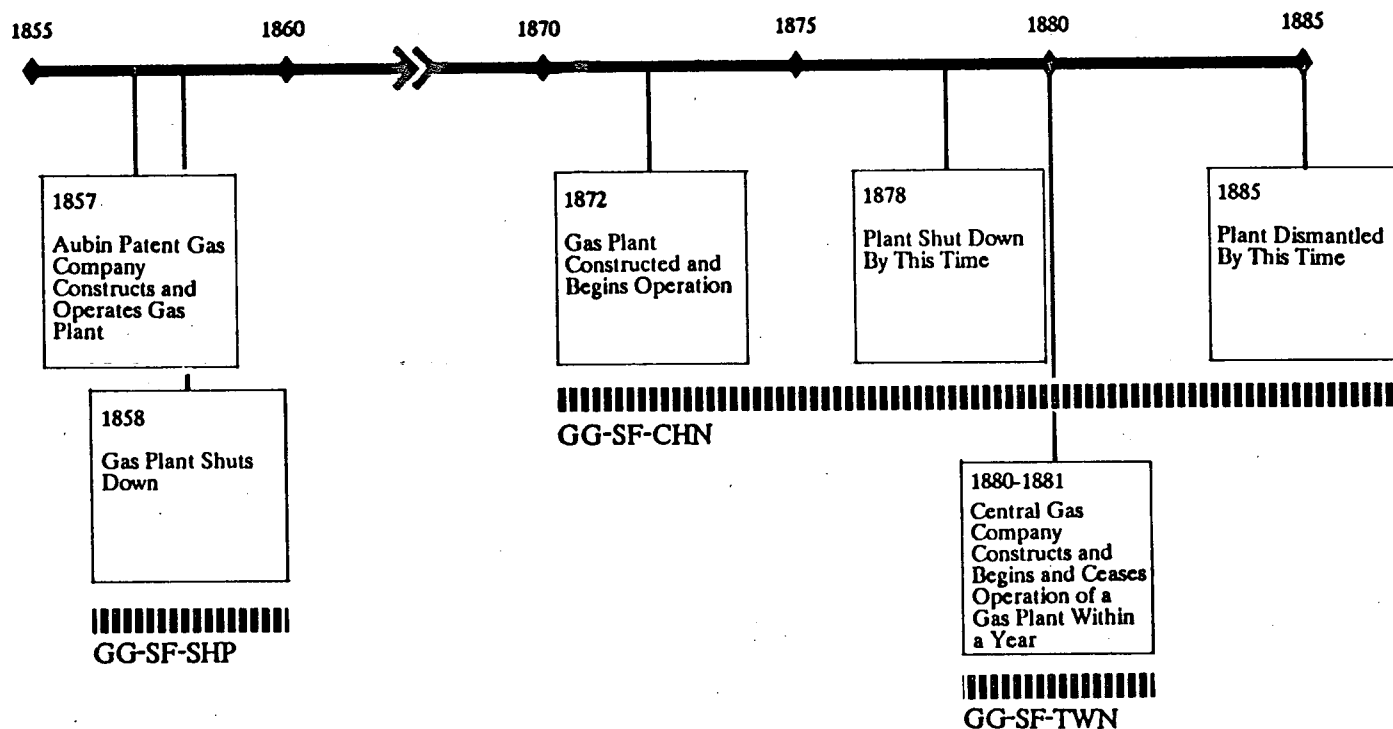 1855
1860
1870
1875
1880
1885
1857
Aubin Patent Gas
Company
Constructs and
Operates Gas
Plant
1858
Gas Plant Shuts
Down
GG-SF-SHP
1872
Gas Plant
Constructed and
Begins Operation
1878
Plant Shut Down
By This Time
1885
Plant Dismantled
By This Time
GG-SF-CHN
1880-1881
Central Gas
Company
Constructs and
Begins and Ceases
Operation of a
Gas Plant Within
a Year
GG-SF-TWN